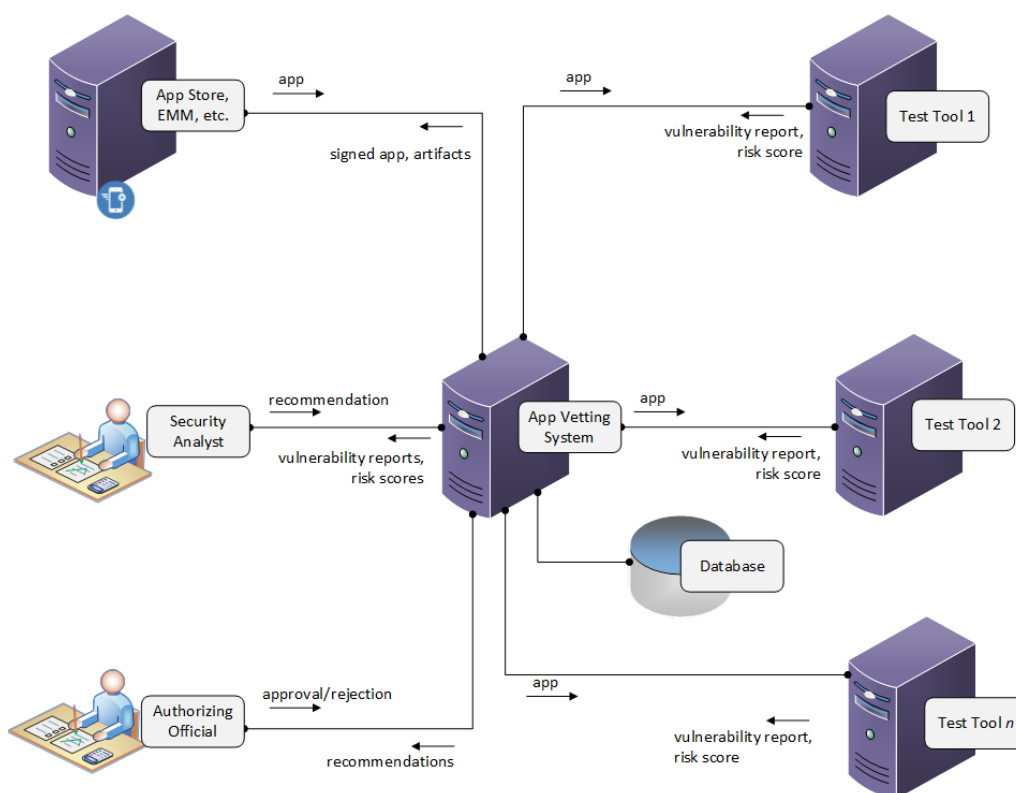 app
App Store,
EMM, etc.
signed app, artifacts
app
Test Tool 1
vulnerability report,
risk score
recommendation
Security
Analyst
vulnerability reports,
risk scores
App Vetting
System
app
Test Tool 2
vulnerability report,
risk score
Database
approval/rejection
Authorizing
Official
recommendations
app
Test Tool n
vulnerability report,
risk score